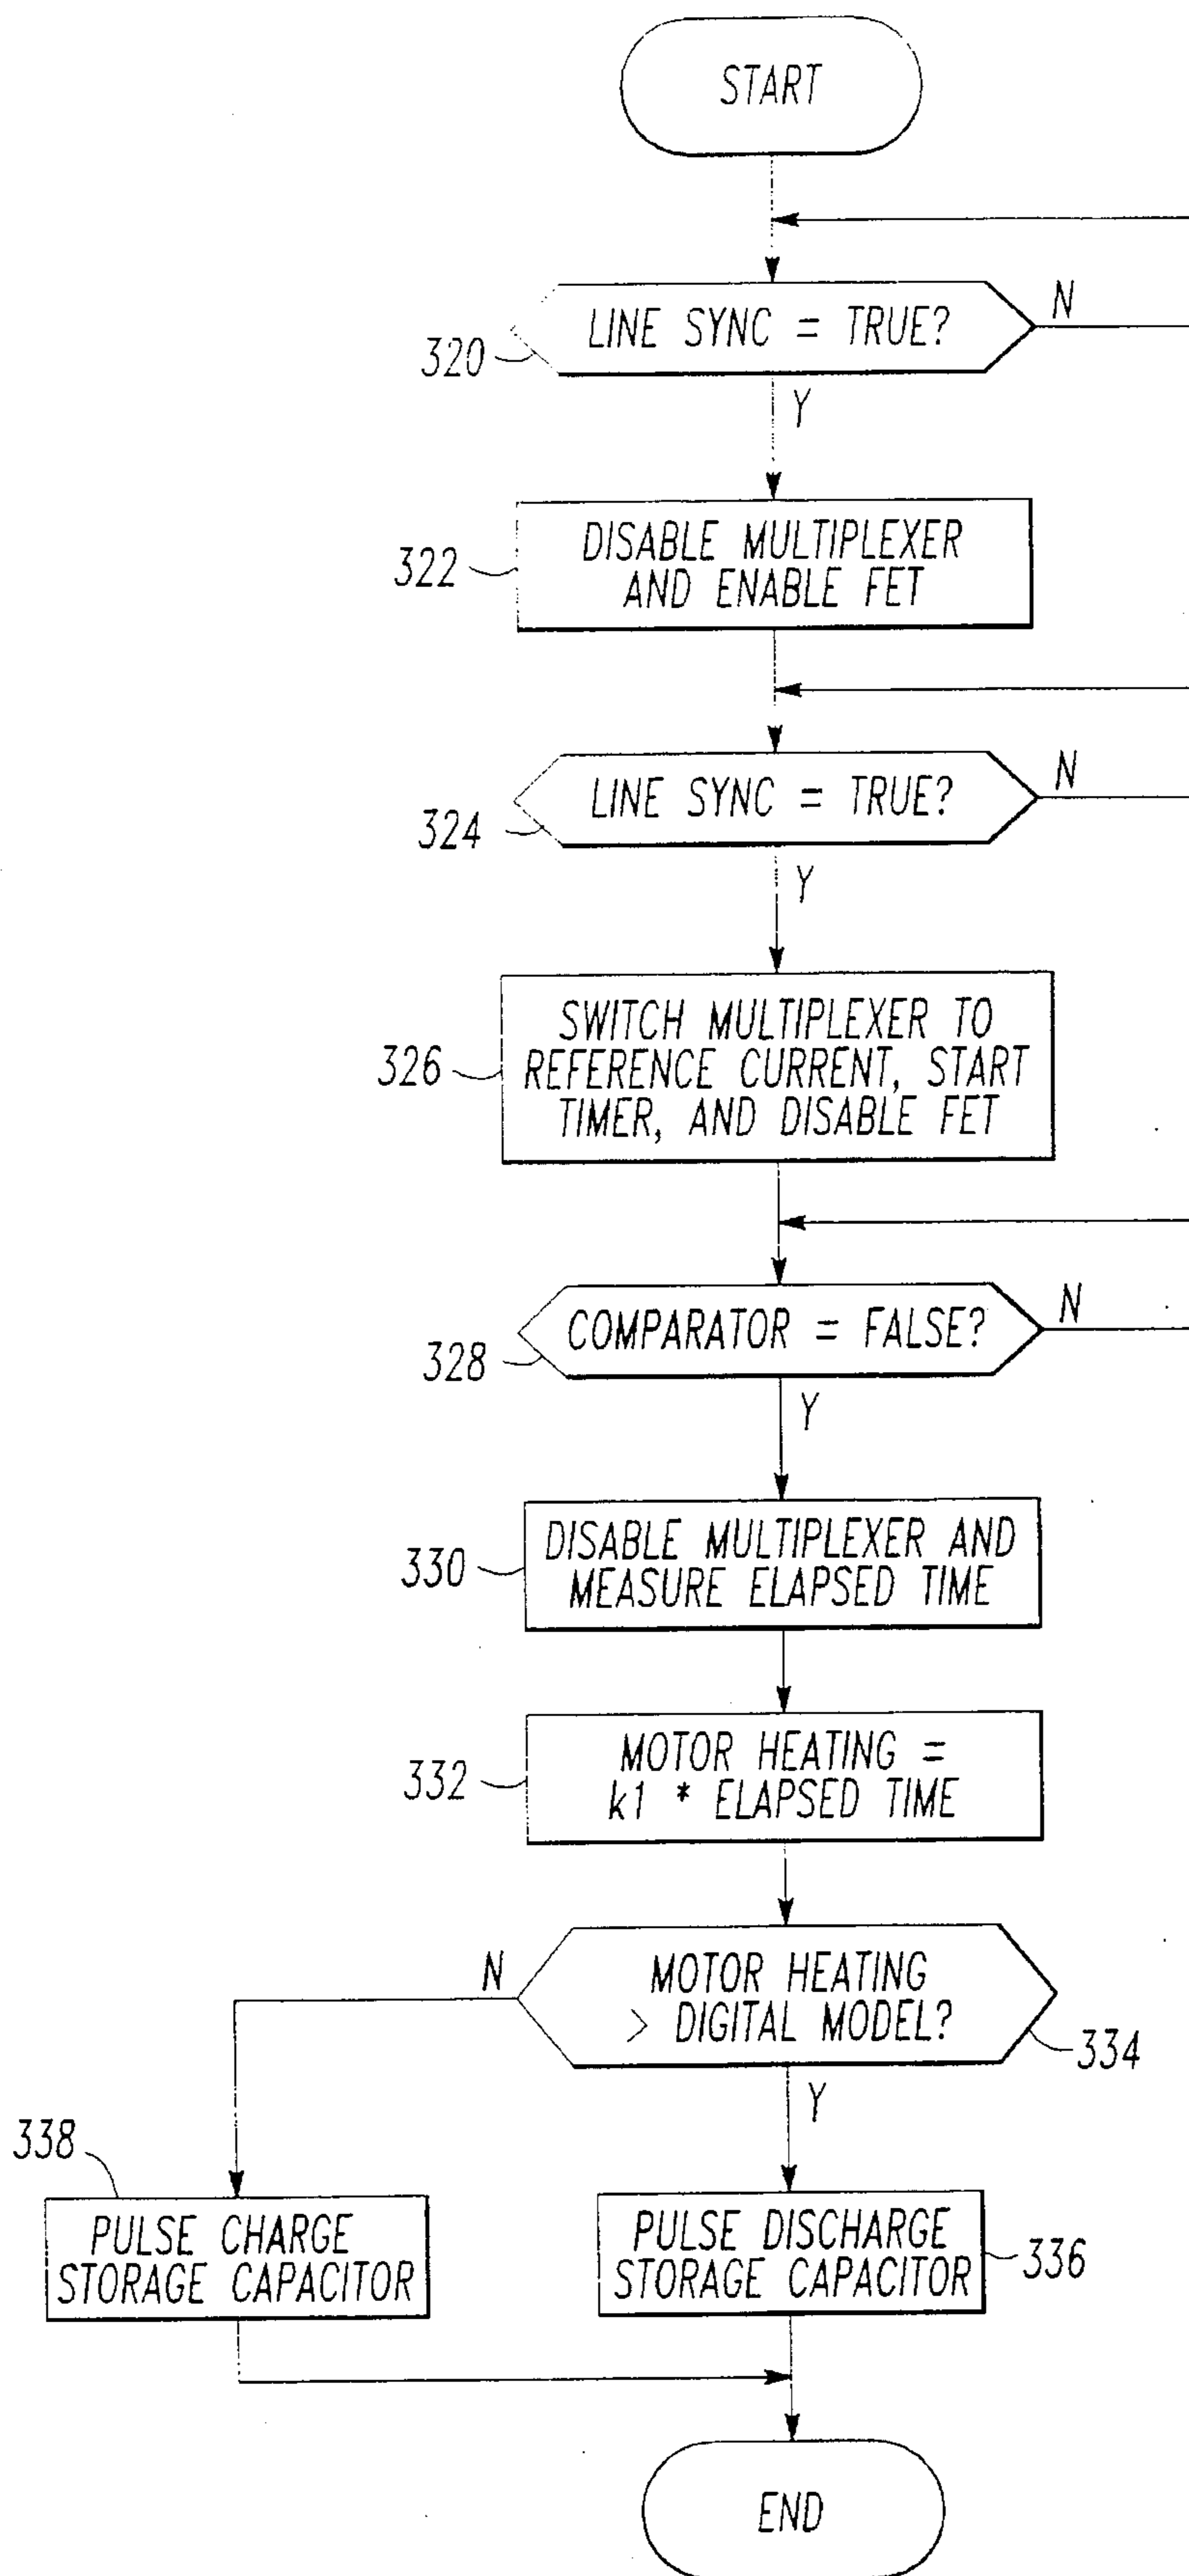 START
LINE SYNC = TRUE?
N
320
Y
DISABLE MULTIPLEXER
AND ENABLE FET
322
LINE SYNC = TRUE?
N
324
Y
SWITCH MULTIPLEXER TO
REFERENCE CURRENT, START
TIMER, AND DISABLE FET
326
COMPARATOR = FALSE?
N
328
Y
DISABLE MULTIPLEXER AND
MEASURE ELAPSED TIME
330
MOTOR HEATING =
k1 * ELAPSED TIME
332
N
MOTOR HEATING
> DIGITAL MODEL?
334
Y
338
PULSE CHARGE
STORAGE CAPACITOR
PULSE DISCHARGE
STORAGE CAPACITOR
336
END